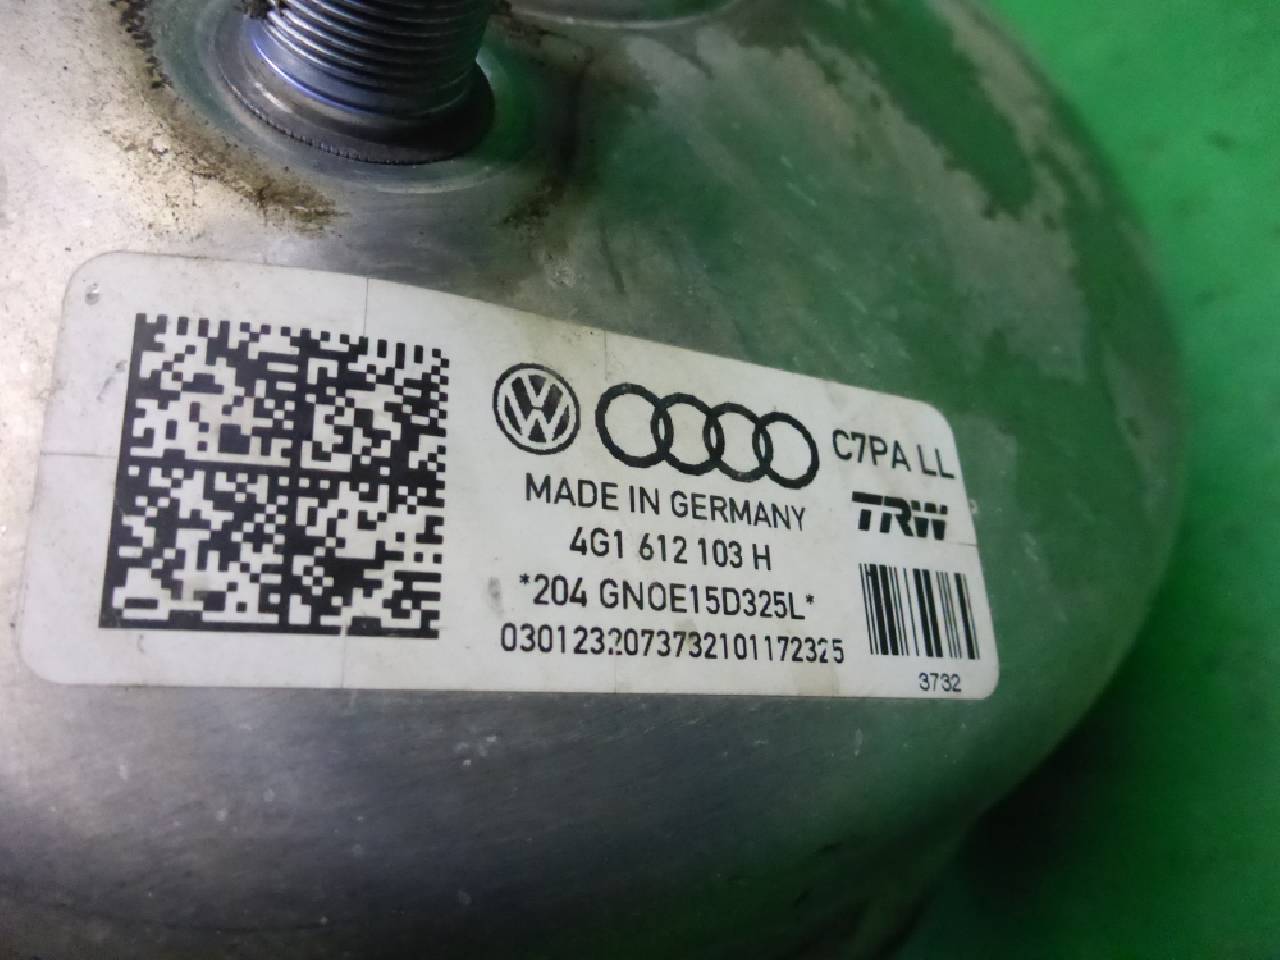 C7PA LL
MADE IN GERMANY
TRW
4G1 612 103 H
*204 GNOE15D325L*
0301232073732101172325
3732